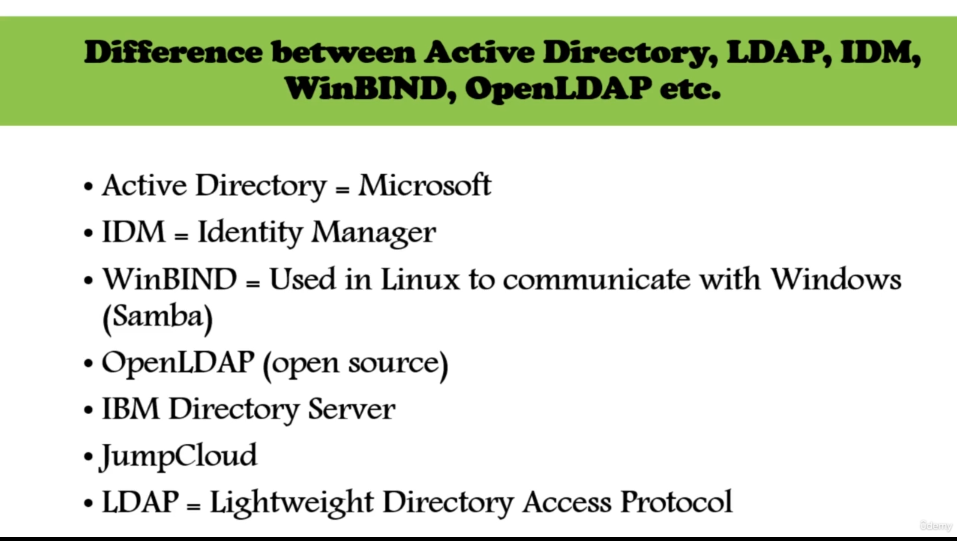 Difference between Active Directory, LDAP, IDM,
WinBIND, OpenLDAP etc.
• Active Directory = Microsoft
• IDM = Identity Manager
• WinBIND = Used in Linux to communicate with Windows
(Samba)
• OpenLDAP (open source)
• IBM Directory Server
• JumpCloud
• LDAP = Lightweight Directory Access Protocol
ûdemy